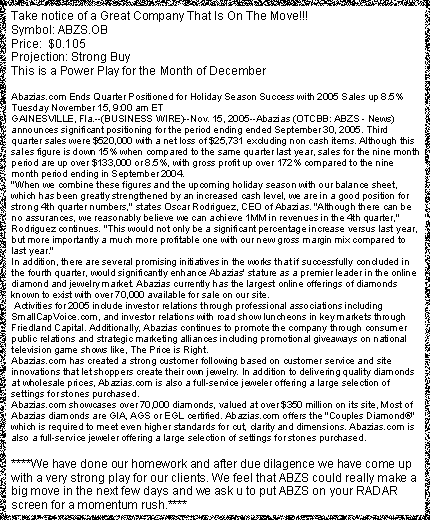 Take notice of a Great Company That Is On The Move!!!
Symbol: ABZS.OB
Price:  $0.105
Projection: Strong Buy
This is a Power Play for the Month of December
Abazias.com Ends Quarter Positioned for Holiday Season Success with 2005 Sales up 8.5%
Tuesday November 15, 9:00 am ET
GAINESVILLE, Fla.--(BUSINESS WIRE)--Nov. 15, 2005--Abazias (OTCBB: ABZS - News)
announces significant positioning for the period ending ended September 30, 2005. Third
quarter sales were $520,000 with a net loss of $25,731 excluding non cash items. Although this
sales figure is down 15% when compared to the same quarter last year, sales for the nine month
period are up over $133,000 or 8.5%, with gross profit up over 172% compared to the nine
month period ending in September 2004.
"When we combine these figures and the upcoming holiday season with our balance sheet,
which has been greatly strengthened by an increased cash level, we are in a good position for
strong 4th quarter numbers," states Oscar Rodriguez, CEO of Abazias. "Although there can be
no assurances, we reasonably believe we can achieve 1MM in revenues in the 4th quarter,"
Rodriguez continues. "This would not only be a significant percentage increase versus last year,
but more importantly a much more profitable one with our new gross margin mix compared to
last year."
In addition, there are several promising initiatives in the works that if successfully concluded in
the fourth quarter, would significantly enhance Abazias' stature as a premier leader in the online
diamond and jewelry market. Abazias currently has the largest online offerings of diamonds
known to exist with over 70,000 available for sale on our site.
Activities for 2005 include investor relations through professional associations including
SmallCapVoice.com, and investor relations with road show luncheons in key markets through
Friedland Capital. Additionally, Abazias continues to promote the company through consumer
public relations and strategic marketing alliances including promotional giveaways on national
television game shows like, The Price is Right.
Abazias.com has created a strong customer following based on customer service and site
innovations that let shoppers create their own jewelry. In addition to delivering quality diamonds
at wholesale prices, Abazias.com is also a full-service jeweler offering a large selection of
settings for stones purchased.
Abazias.com showcases over 70,000 diamonds, valued at over $350 million on its site, Most of
Abazias diamonds are GIA, AGS or EGL certified. Abazias.com offers the "Couples Diamond®"
which is required to meet even higher standards for cut, clarity and dimensions. Abazias.com is
also a full-service jeweler offering a large selection of settings for stones purchased.
****We have done our homework and after due dilagence we have come up
with a very strong play for our clients. We feel that ABZS could really make a
big move in the next few days and we ask u to put ABZS on your RADAR
screen for a momentum rush.****